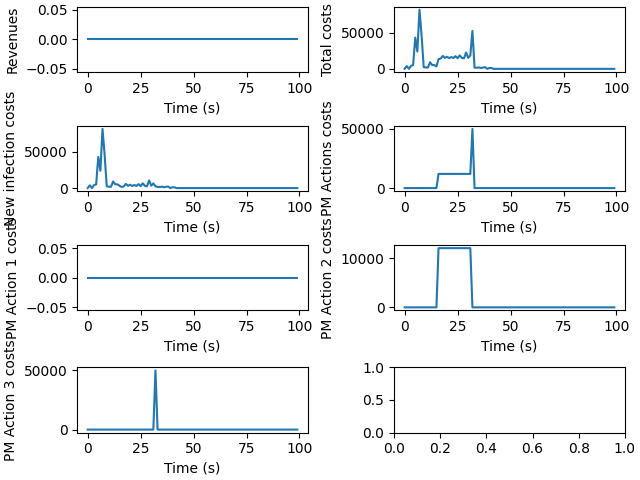 Revenues
0.05
0.00
−0.05
0 25 50 75 100
Time (s)
Total costs
50000
0
0 25 50 75 100
Time (s)
New infection costs
50000
0
0 25 50 75 100
Time (s)
PM Actions costs
50000
0
0 25 50 75 100
Time (s)
PM Action 1 costs
0.05
0.00
−0.05
0 25 50 75 100
Time (s)
PM Action 2 costs
10000
0
0 25 50 75 100
Time (s)
PM Action 3 costs
50000
0
0 25 50 75 100
Time (s)
1.0
0.5
0.0
0.0 0.2 0.4 0.6 0.8 1.0